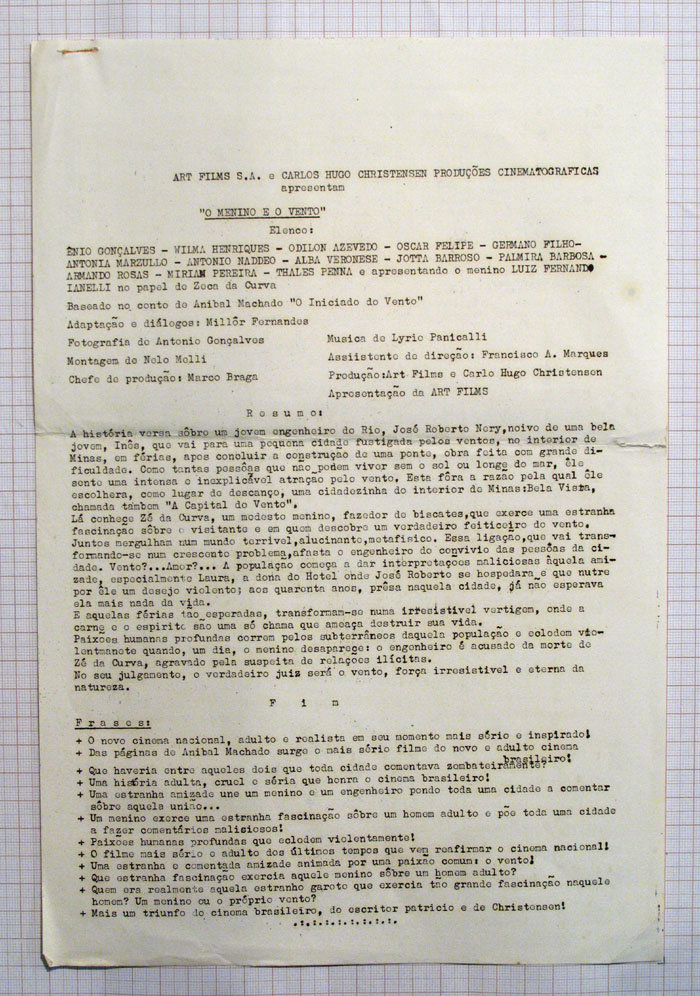 ART FILMS S.A. e CARLOS HUGO CHRISTENSEN PRODUÇÕES CINEMATOGRAFICAS
apresentam
"O MENINO E O VENTO"
Elenco:
ÊNIO GONÇALVES - WILMA HENRIQUES - ODILON AZEVEDO - OSCAR FELIPE - GERMANO FILHO-
ANTONIA MARZULLO - ANTONIO NADDEO - ALBA VERONESE - JOTTA BARROSO - PALMIRA BARBOSA -
ARMANDO ROSAS - MIRIAM PEREIRA - THALES PENNA e apresentando o menino LUIZ FERNANDO
IANELLI no papel de Zeca da Curva
Baseado no conto de Anibal Machado "O Iniciado do Vento"
Adaptação e diálogos: Millôr Fernandes
Fotografia de Antonio Gonçalves
Musica de Lyrio Panicalli
Montagem de Nelo Melli
Assiistente de direção: Francisco A. Marques
Chefe de produção: Marco Braga
Produção:Art Films e Carlo Hugo Christensen
Apresentação da ART FILMS
R e s u m o :
A história versa sôbre um jovem engenheiro do Rio, José Roberto Nery,noivo de uma bela
jovem, Inês, que vai para uma pequena cidade fustigada pelos ventos, no interior de
Minas, em férias, apos concluir a construção de uma ponte, obra feita com grande di-
ficuldade. Como tantas pessôas que não podem viver sem o sol ou longe do mar, êle
sente uma intensa e inexplicável atração pelo vento. Esta fôra a razão pela qual êle
escolhera, como lugar de descanço, uma cidadezinha do interior de Minas:Bela Vista,
chamada tambem "A Capital do Vento".
Lá conheçe Zé da Curva, um modesto menino, fazedor de biscates,que exerce uma estranha
fascinação sôbre o visitante e em quem descobre um verdadeiro feiticeiro do vento.
Juntos mergulham num mundo terrivel,alucinante,metafisico. Essa ligação,que vai trans-
formando-se num crescente problema,afasta o engenheiro do convivio das pessôas da ci-
dade. Vento?...Amor?... A população começa a dar interpretações maliciosas àquela ami-
zade, especialmente Laura, a dona do Hotel onde José Roberto se hospedara e que nutre
por êle um desejo violento; aos quarenta anos, prêsa naquela cidade, já não esperava
ela mais nada da vida.
E aquelas férias tão esperadas, transformam-se numa irresistivel vertigem, onde a
carne e o espirito são uma só chama que ameaça destruir sua vida.
Paixões humanas profundas correm pelos subterrâneos daquela população e eclodem vio-
lentmanete quando, um dia, o menino desaparece: o engenheiro é acusado da morte de
Zé da Curva, agravado pela suspeita de relações ilícitas.
No seu julgamento, o verdadeiro juiz será o vento, força irresistivel e eterna da
natureza.
F i m
F r a s e s :
+ O novo cinema nacional, adulto e realista em seu momento mais sério e inspirado!
+ Das páginas de Anibal Machado surge o mais sério filme do novo e adulto cinema
brasileiro!
+ Que haveria entre aqueles dois que toda cidade comentava zombateiramente?
+ Uma história adulta, cruel e séria que honra o cinema brasileiro!
+ Uma estranha amizade une um menino e um engenheiro pondo toda uma cidade a comentar
sôbre aquela união...
+ Um menino exerce uma estranha fascinação sôbre um homem adulto e põe toda uma cidade
a fazer comentários maliciosos!
+ Paixões humanas profundas que eclodem violentamente!
+ O filme mais sério e adulto dos últimos tempos que vem reafirmar o cinema nacional!
+ Uma estranha e comentada amizade animada por uma paixão comum: o vento!
+ Que estranha fascinação exercia aquele menino sôbre um homem adulto?
+ Quem era realmente aquela estranho garoto que exercia tão grande fascinação naquele
homem? Um menino ou o próprio vento?
+ Mais um triunfo do cinema brasileiro, do escritor patricio e de Christensen!
.:.:.:.:.:.:.:.:.